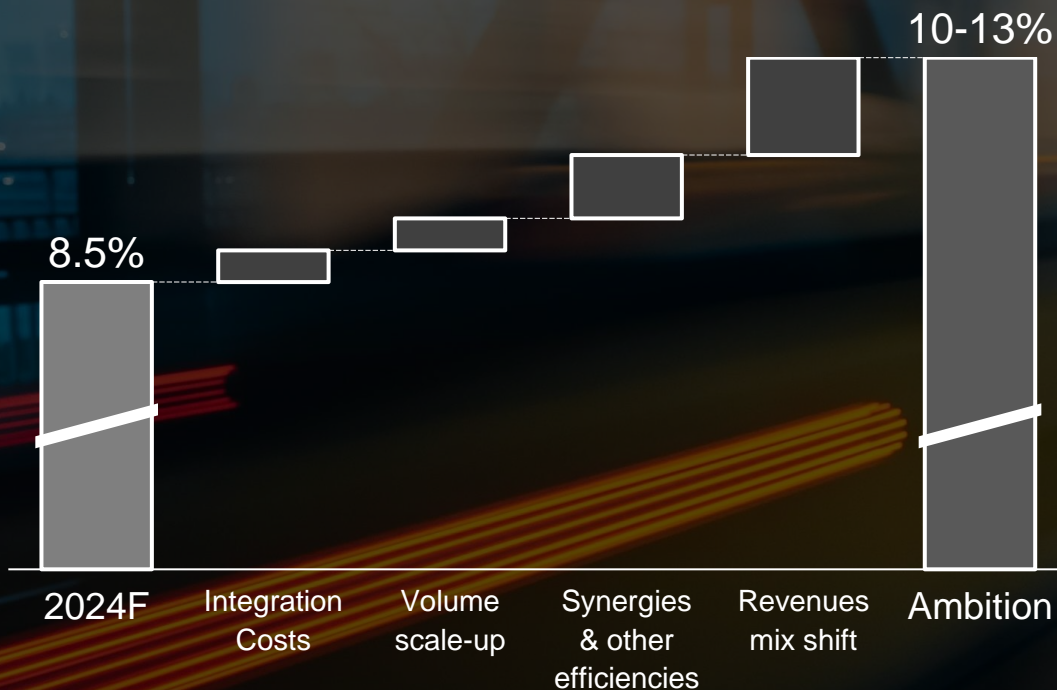 10-13%
8.5%
2024F
Integration
Costs
Volume
scale-up
Synergies
& other
efficiencies
Revenues
mix shift
Ambition